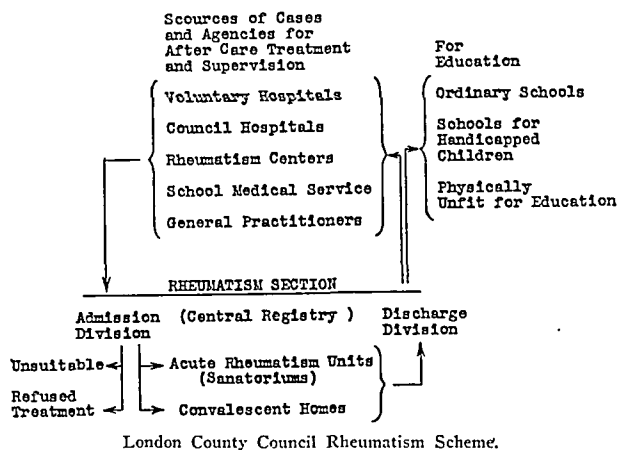 Scources of Cases
and Agencies for
After Care Treatment
and Supervision
Voluntary Hospitals
Council Hospitals
Rheumatism Centers
School Medical Service
General Practitioners
For
Education
Ordinary Schools
Schools for
Handicapped
Children
Physically
Unfit for Education
RHEUMATISM SECTION
Admission
Division
(Central Registry )
Discharge
Division
Unsuitable
Refused
Treatment
Acute Rheumatism Units
(Sanatoriums)
Convalescent Homes
London County Council Rheumatism Scheme.